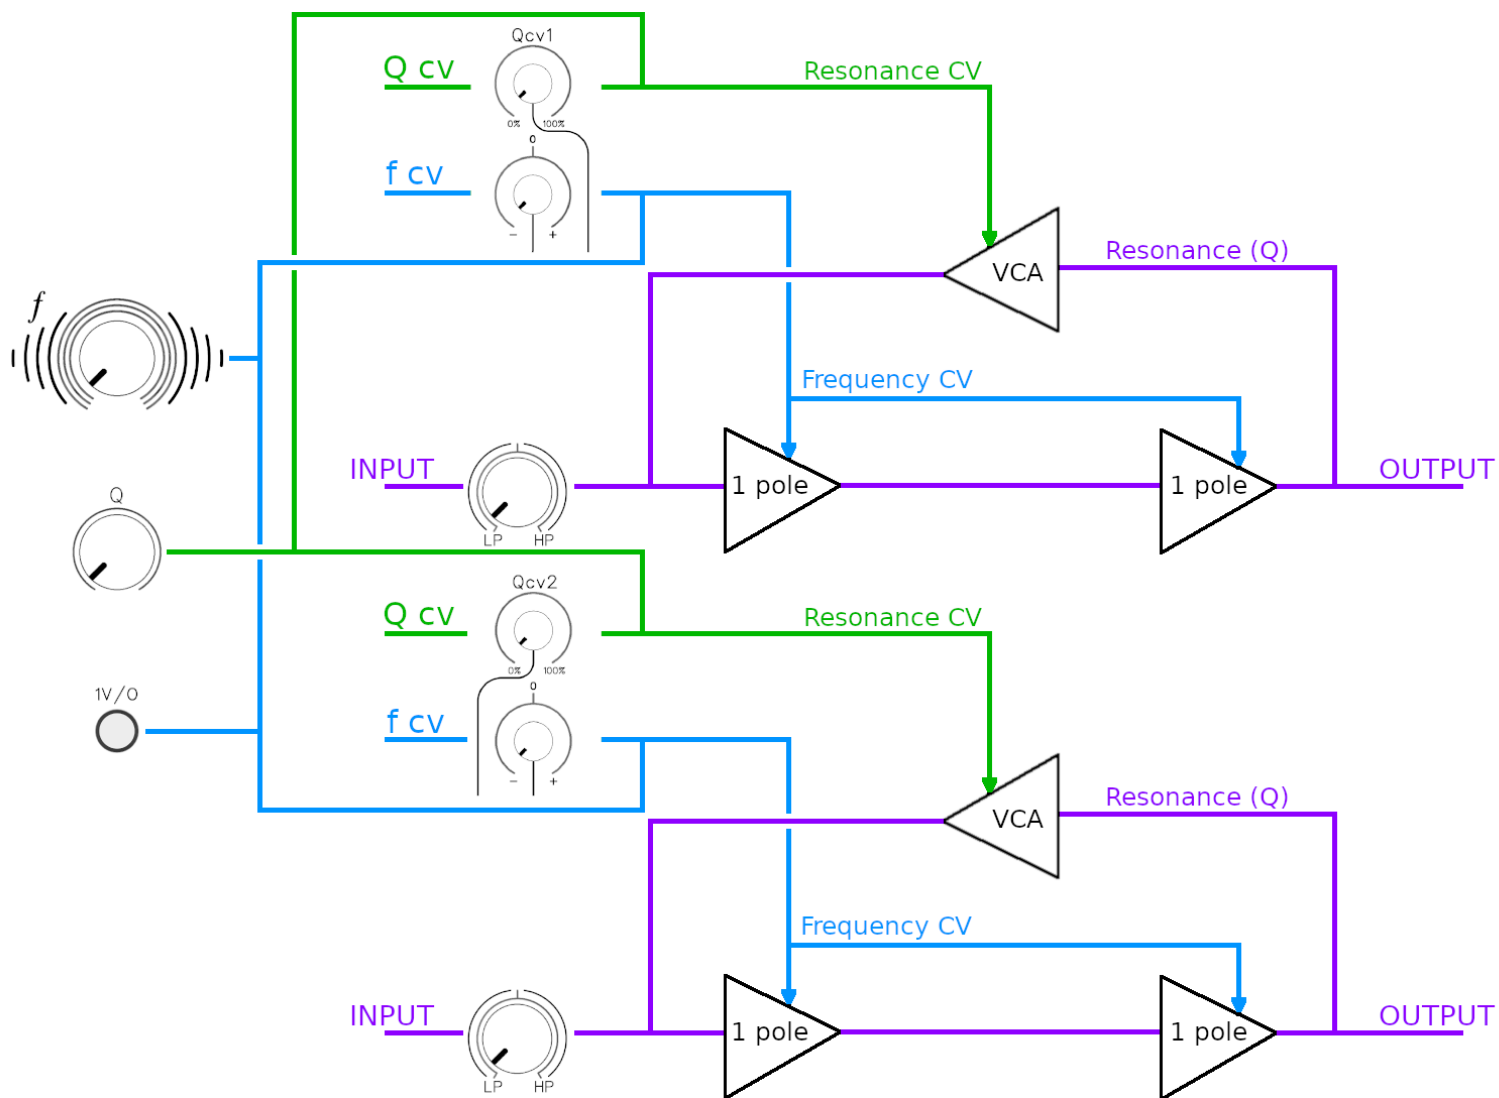 Qcv1
Q cv
Resonance CV
0% 100%
0
f cv
- +
Resonance (Q)
VCA
f
Frequency CV
INPUT
1 pole
1 pole
OUTPUT
LP HP
Q
Qcv2
Q cv
Resonance CV
0% 100%
0
1V/O
f cv
- +
Resonance (Q)
VCA
Frequency CV
INPUT
1 pole
1 pole
OUTPUT
LP HP